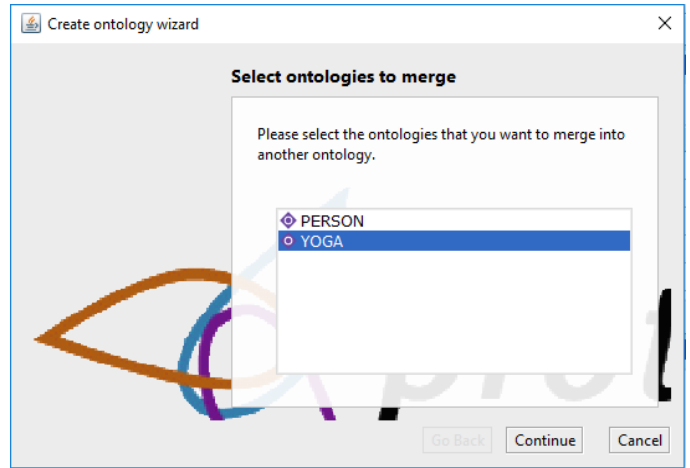 Create ontology wizard
Select ontologies to merge
Please select the ontologies that you want to merge into
another ontology.
PERSON
YOGA
prot
Go Back Continue Cancel